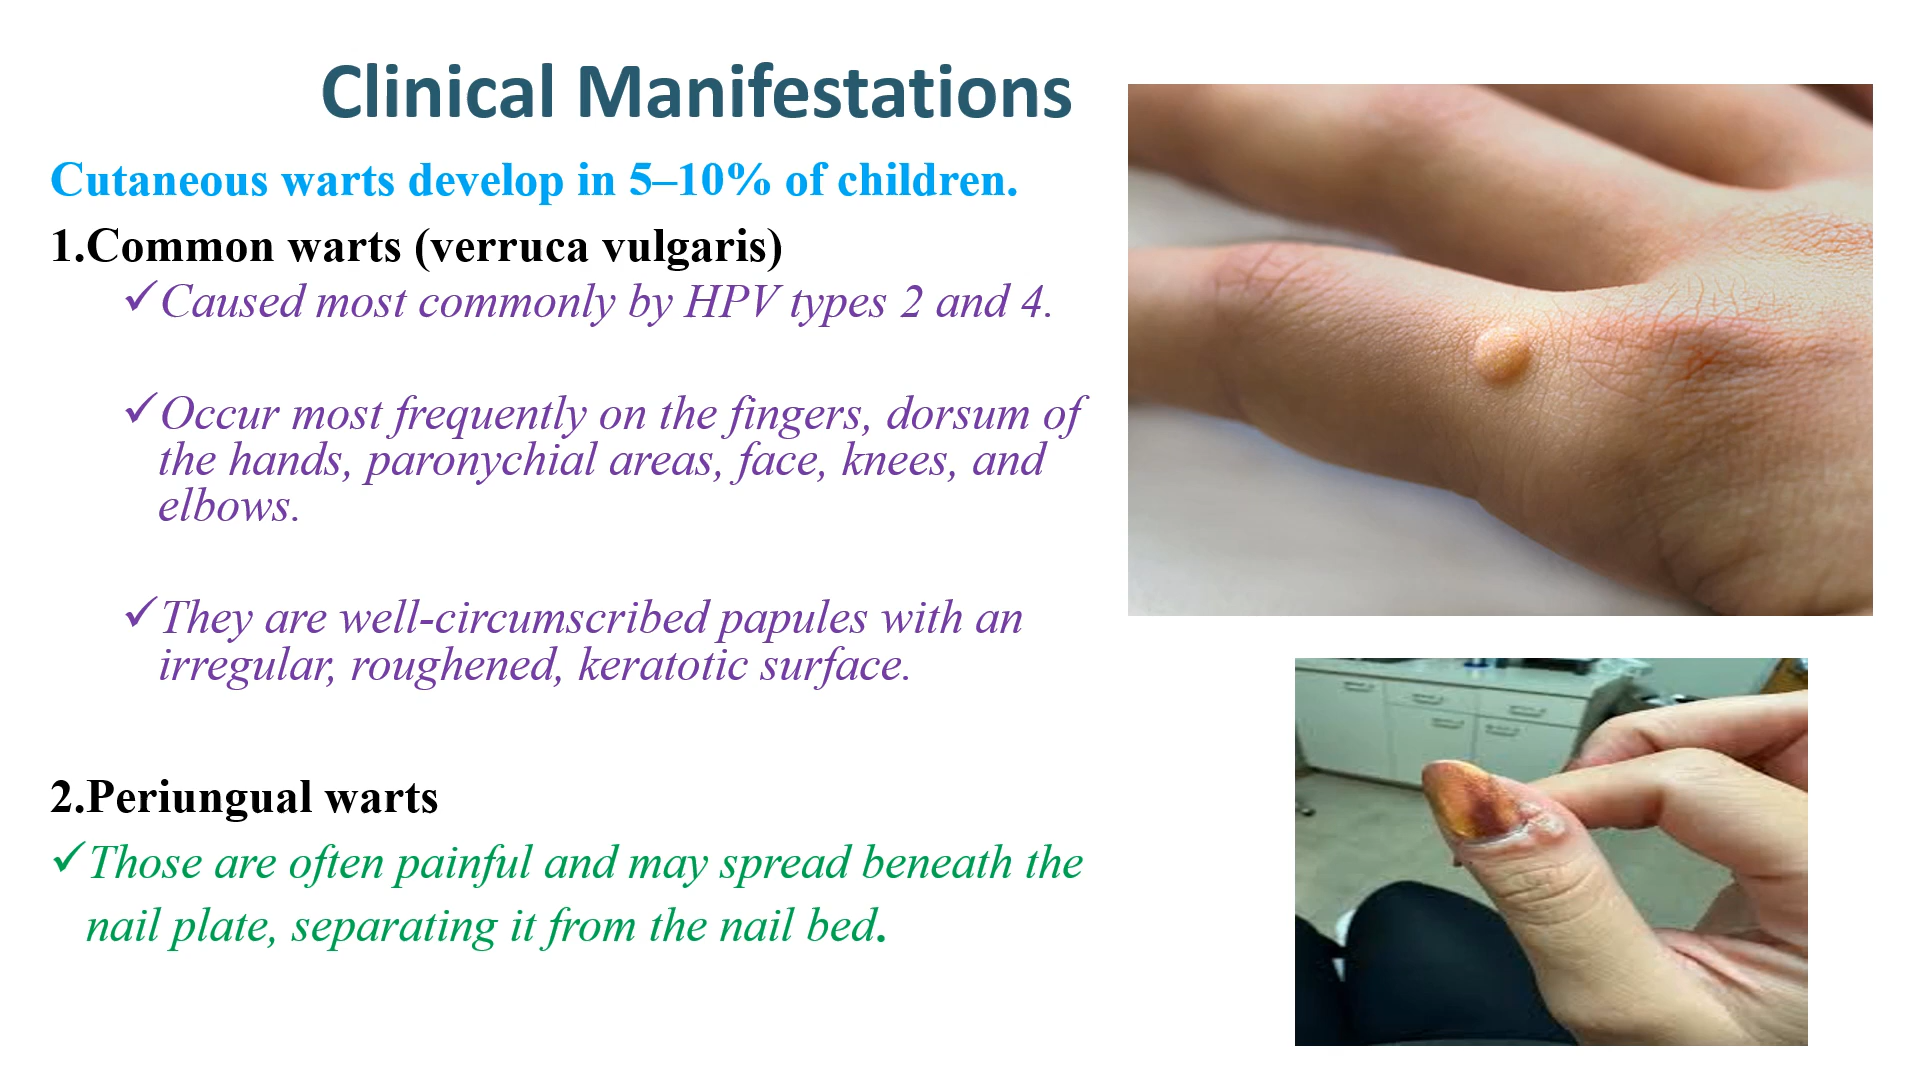 Clinical Manifestations
Cutaneous warts develop in 5–10% of children.
1.Common warts (verruca vulgaris)
✓Caused most commonly by HPV types 2 and 4.
✓Occur most frequently on the fingers, dorsum of
the hands, paronychial areas, face, knees, and
elbows.
✓They are well-circumscribed papules with an
irregular, roughened, keratotic surface.
2.Periungual warts
✓Those are often painful and may spread beneath the
nail plate, separating it from the nail bed.